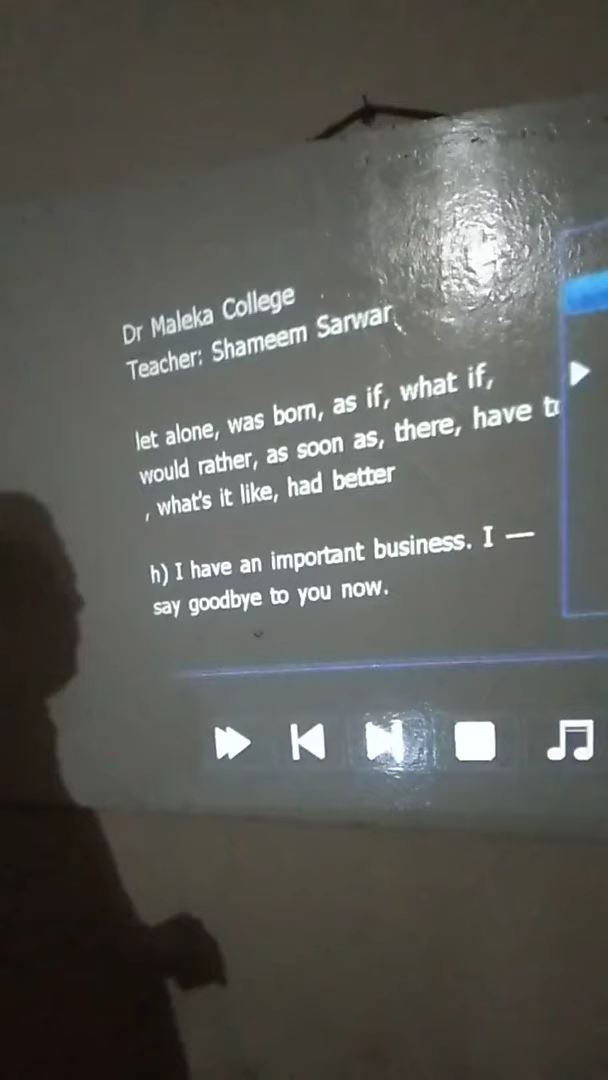 Dr Maleka College
Teacher: Shameem Sarwar
let alone, was born, as if, what if,
would rather, as soon as, there, have to
, what's it like, had better
h) I have an important business. I —
say goodbye to you now.